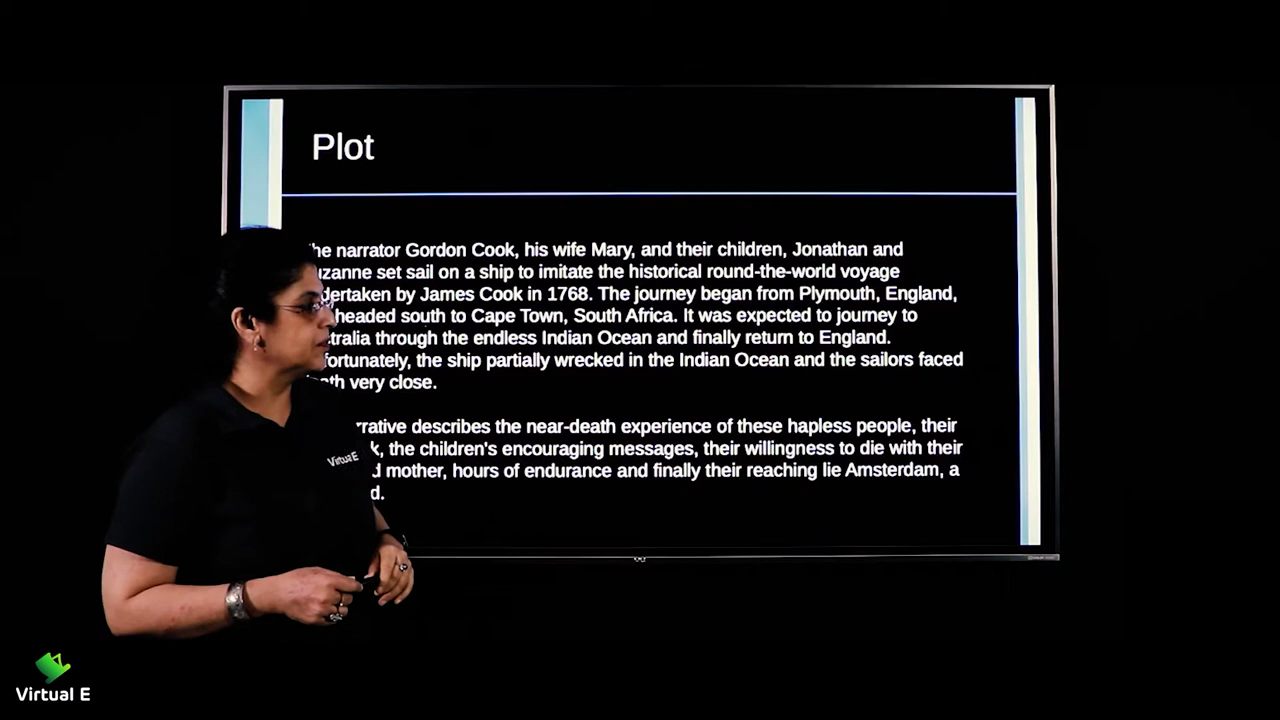 Plot
he narrator Gordon Cook, his wife Mary, and their children, Jonathan and
uzanne set sail on a ship to imitate the historical round-the-world voyage
dertaken by James Cook in 1768. The journey began from Plymouth, England,
headed south to Cape Town, South Africa. It was expected to journey to
stralia through the endless Indian Ocean and finally return to England.
fortunately, the ship partially wrecked in the Indian Ocean and the sailors faced
ath very close.
rrative describes the near-death experience of these hapless people, their
k, the children's encouraging messages, their willingness to die with their
d mother, hours of endurance and finally their reaching lie Amsterdam, a
d.
VirtuaE
Virtual E